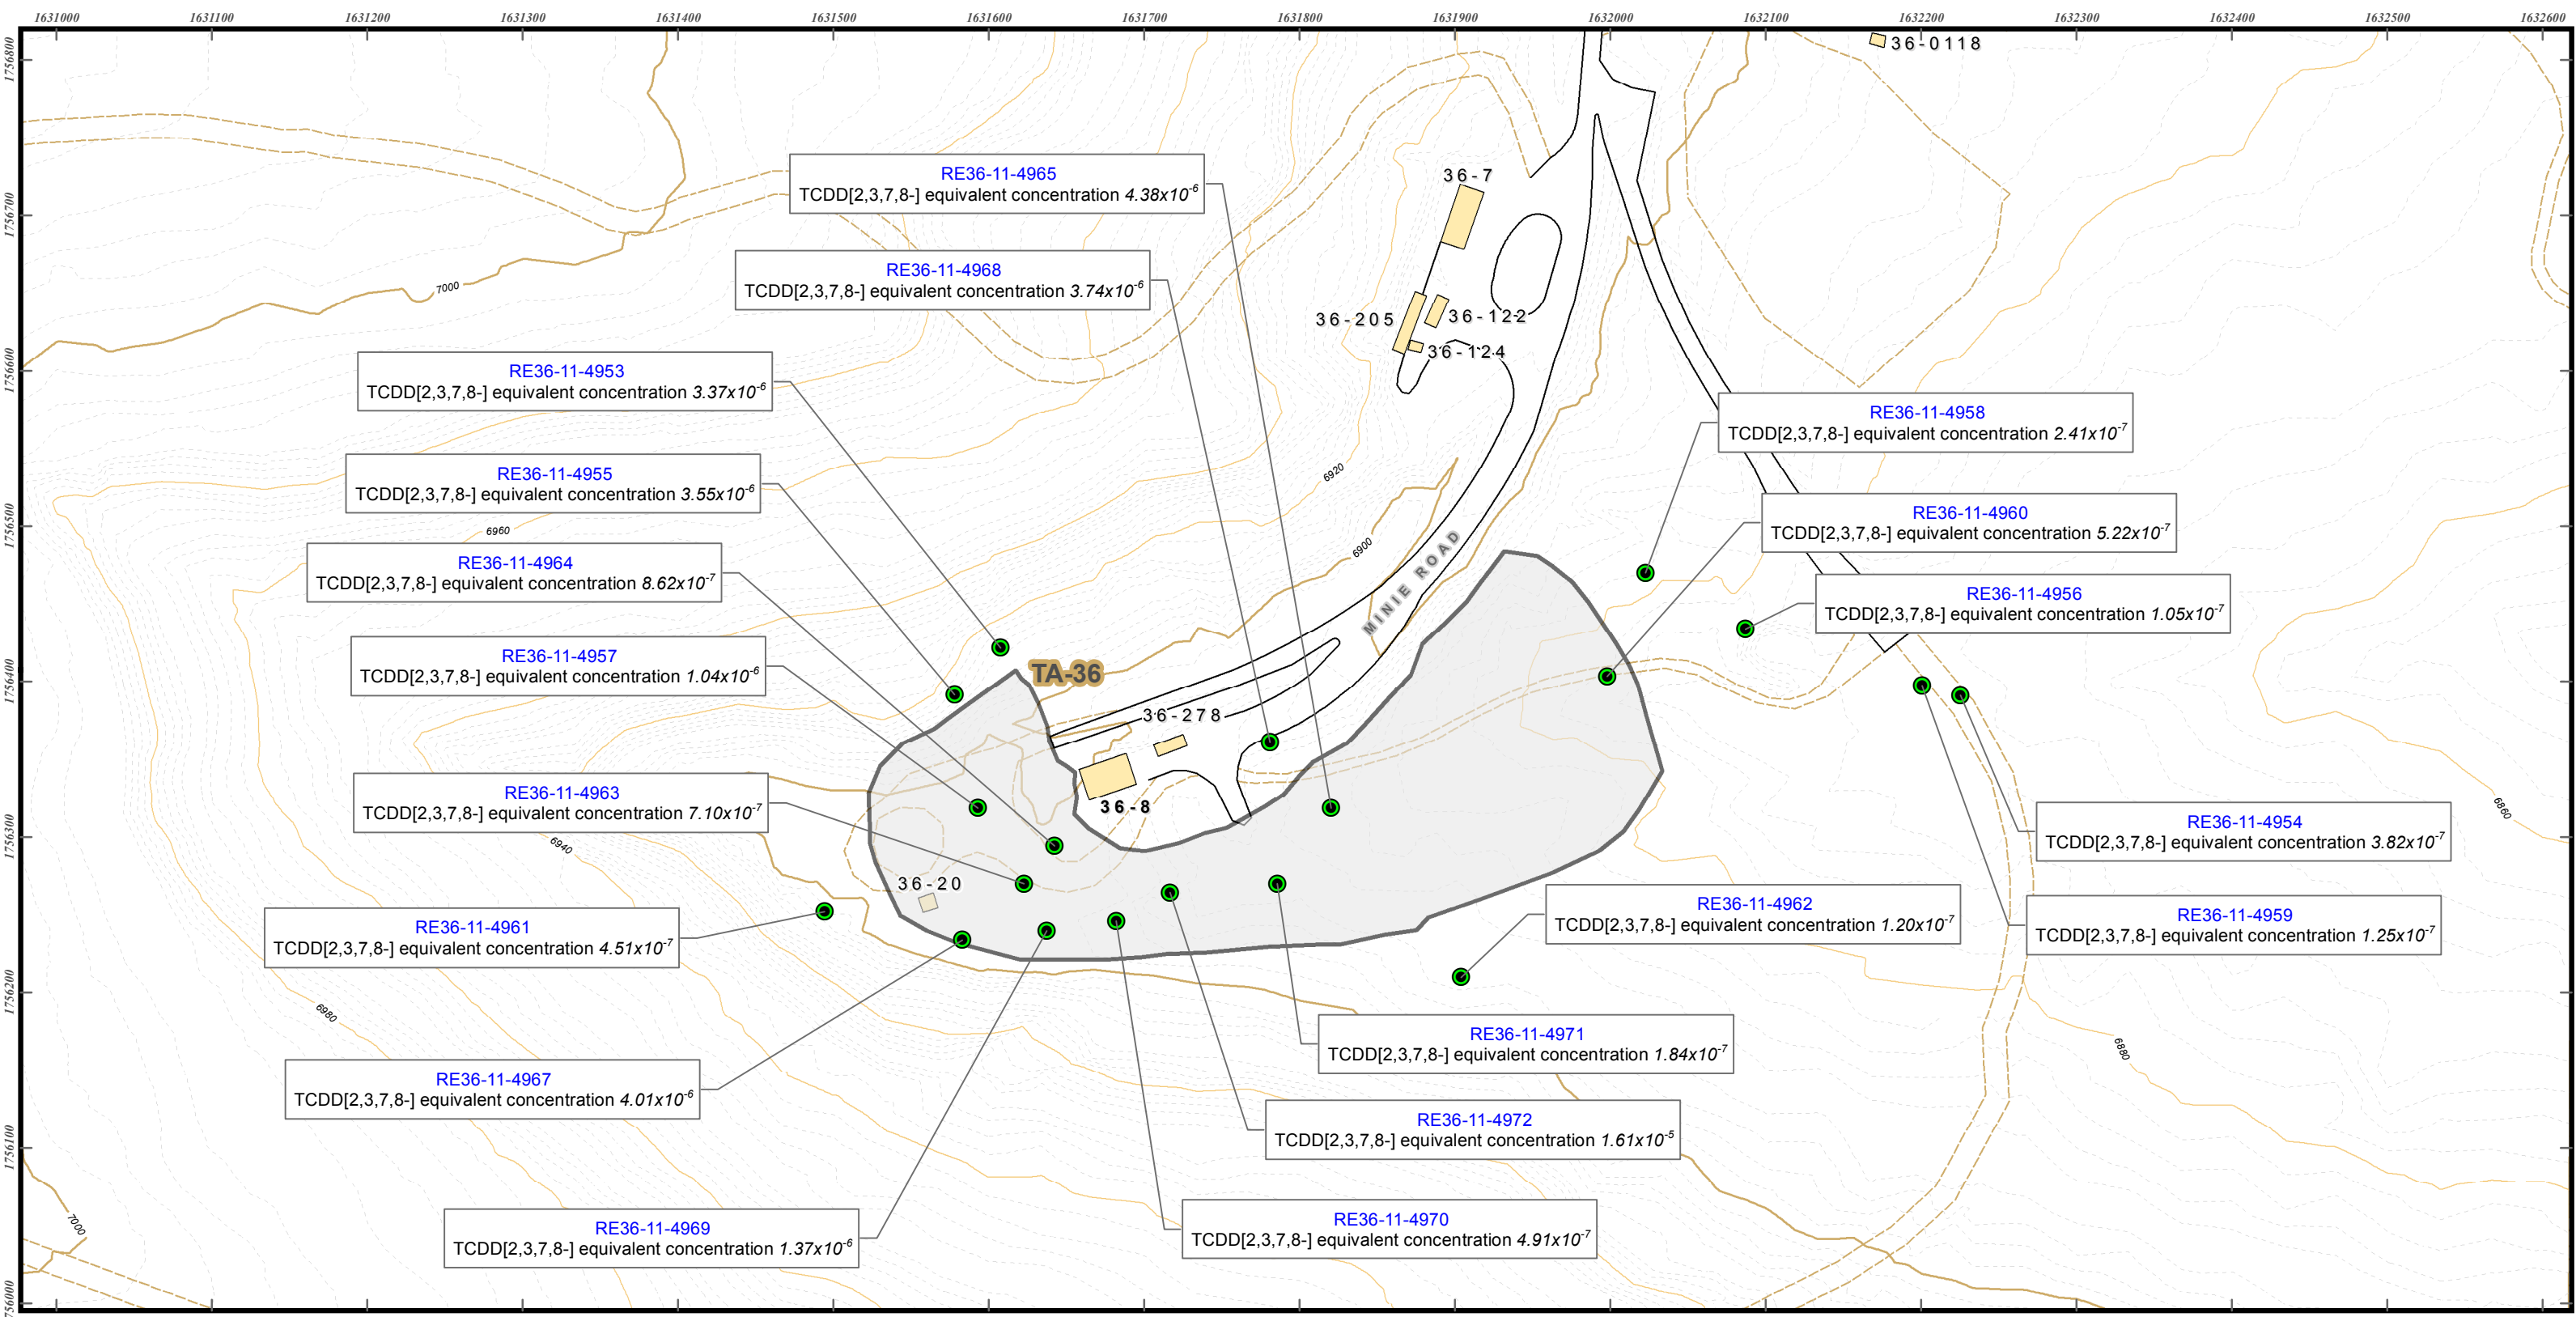 1631000 1631100 1631200 1631300 1631400 1631500 1631600 1631700 1631800 1631900 1632000 1632100 1632200 1632300 1632400 1632500 1632600
1756800
36-0118
RE36-11-4965
TCDD[2,3,7,8-] equivalent concentration 4.38x10⁻⁶
36-7
1756700
RE36-11-4968
TCDD[2,3,7,8-] equivalent concentration 3.74x10⁻⁶
7000
36-205
36-122
36-124
1756600
RE36-11-4953
TCDD[2,3,7,8-] equivalent concentration 3.37x10⁻⁶
RE36-11-4958
TCDD[2,3,7,8-] equivalent concentration 2.41x10⁻⁷
6920
RE36-11-4955
TCDD[2,3,7,8-] equivalent concentration 3.55x10⁻⁶
1756500
6960
6900
RE36-11-4960
TCDD[2,3,7,8-] equivalent concentration 5.22x10⁻⁷
RE36-11-4964
TCDD[2,3,7,8-] equivalent concentration 8.62x10⁻⁷
MINIE ROAD
RE36-11-4956
TCDD[2,3,7,8-] equivalent concentration 1.05x10⁻⁷
RE36-11-4957
TCDD[2,3,7,8-] equivalent concentration 1.04x10⁻⁶
TA-36
1756400
36-278
RE36-11-4963
TCDD[2,3,7,8-] equivalent concentration 7.10x10⁻⁷
36-8
6860
1756300
RE36-11-4954
TCDD[2,3,7,8-] equivalent concentration 3.82x10⁻⁷
6940
36-20
RE36-11-4961
TCDD[2,3,7,8-] equivalent concentration 4.51x10⁻⁷
RE36-11-4962
TCDD[2,3,7,8-] equivalent concentration 1.20x10⁻⁷
RE36-11-4959
TCDD[2,3,7,8-] equivalent concentration 1.25x10⁻⁷
1756200
6980
6880
RE36-11-4971
TCDD[2,3,7,8-] equivalent concentration 1.84x10⁻⁷
RE36-11-4967
TCDD[2,3,7,8-] equivalent concentration 4.01x10⁻⁶
RE36-11-4972
TCDD[2,3,7,8-] equivalent concentration 1.61x10⁻⁵
1756100
7000
RE36-11-4969
TCDD[2,3,7,8-] equivalent concentration 1.37x10⁻⁶
RE36-11-4970
TCDD[2,3,7,8-] equivalent concentration 4.91x10⁻⁷
1756000